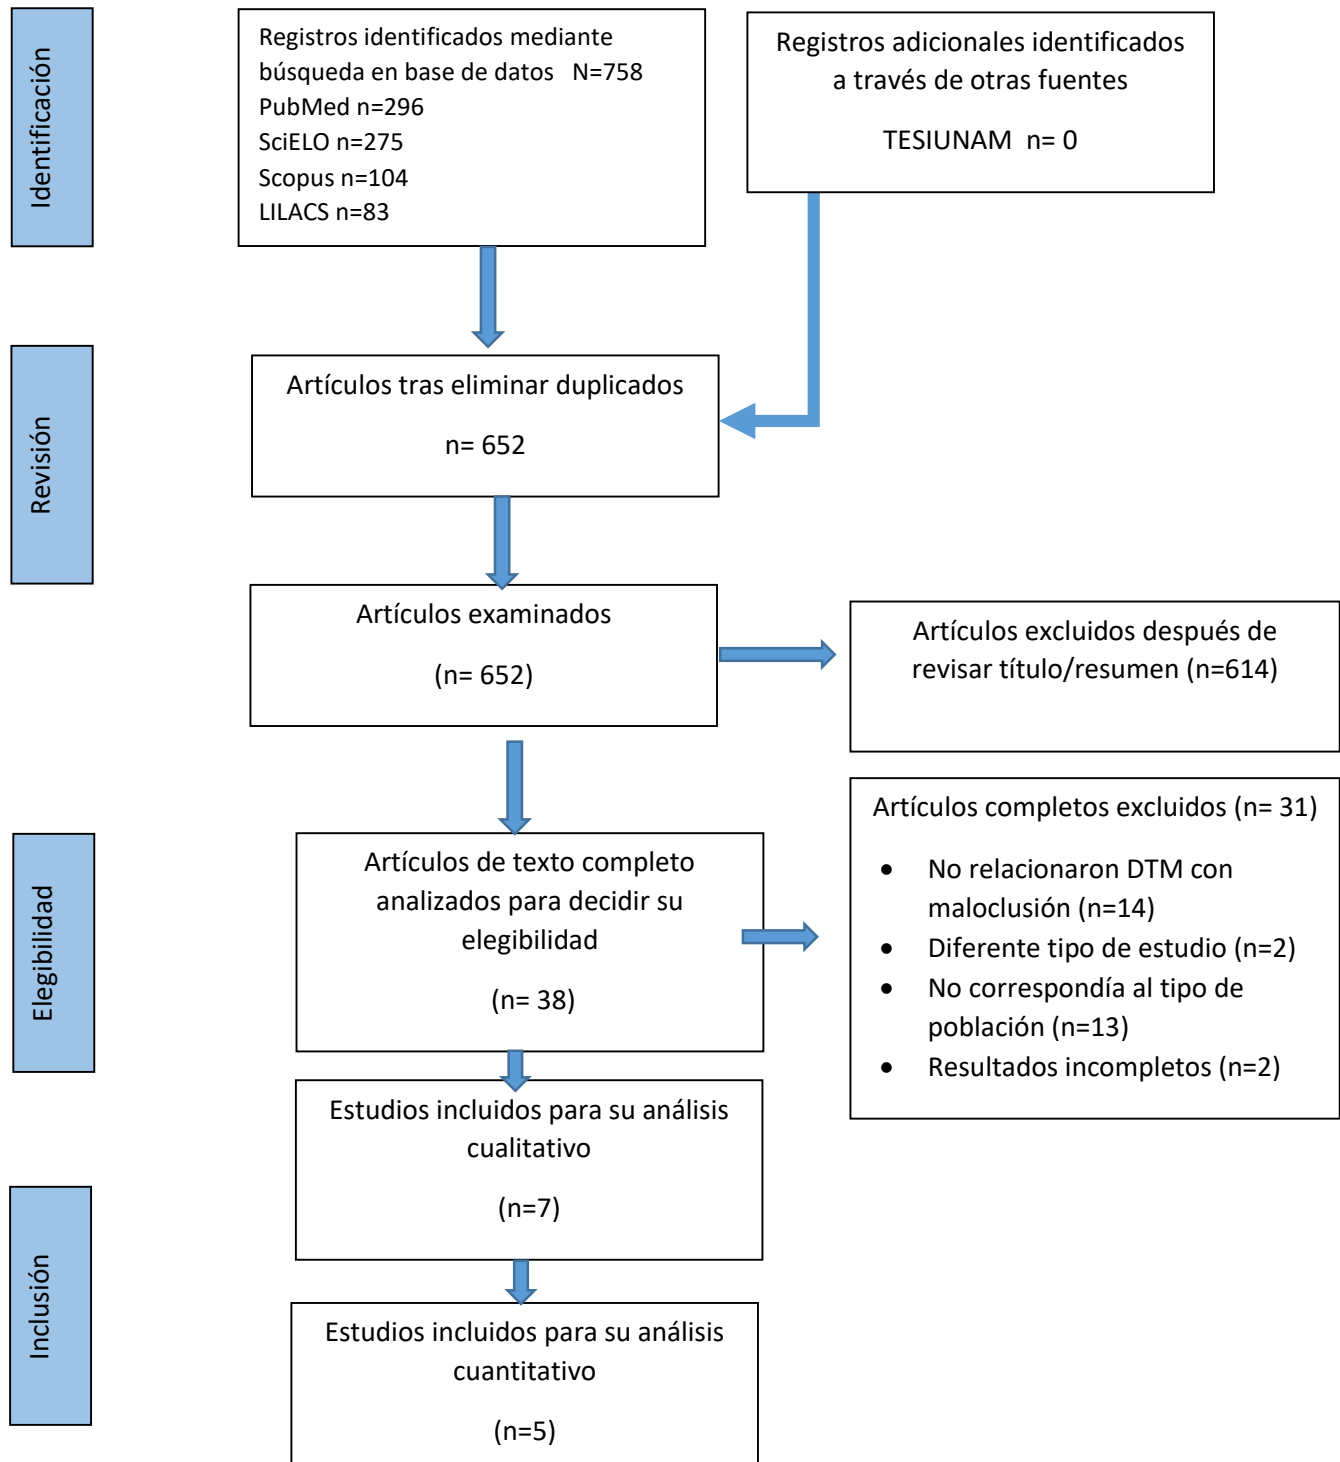 Identificación
Registros identificados mediante
búsqueda en base de datos N=758
PubMed n=296
SciELO n=275
Scopus n=104
LILACS n=83
Registros adicionales identificados
a través de otras fuentes
TESIUNAM n= 0
Revisión
Artículos tras eliminar duplicados
n= 652
Artículos examinados
(n= 652)
Artículos excluidos después de
revisar título/resumen (n=614)
Elegibilidad
Artículos de texto completo
analizados para decidir su
elegibilidad
(n= 38)
Artículos completos excluidos (n= 31)
• No relacionaron DTM con
maloclusión (n=14)
• Diferente tipo de estudio (n=2)
• No correspondía al tipo de
población (n=13)
• Resultados incompletos (n=2)
Inclusión
Estudios incluidos para su análisis
cualitativo
(n=7)
Estudios incluidos para su análisis
cuantitativo
(n=5)